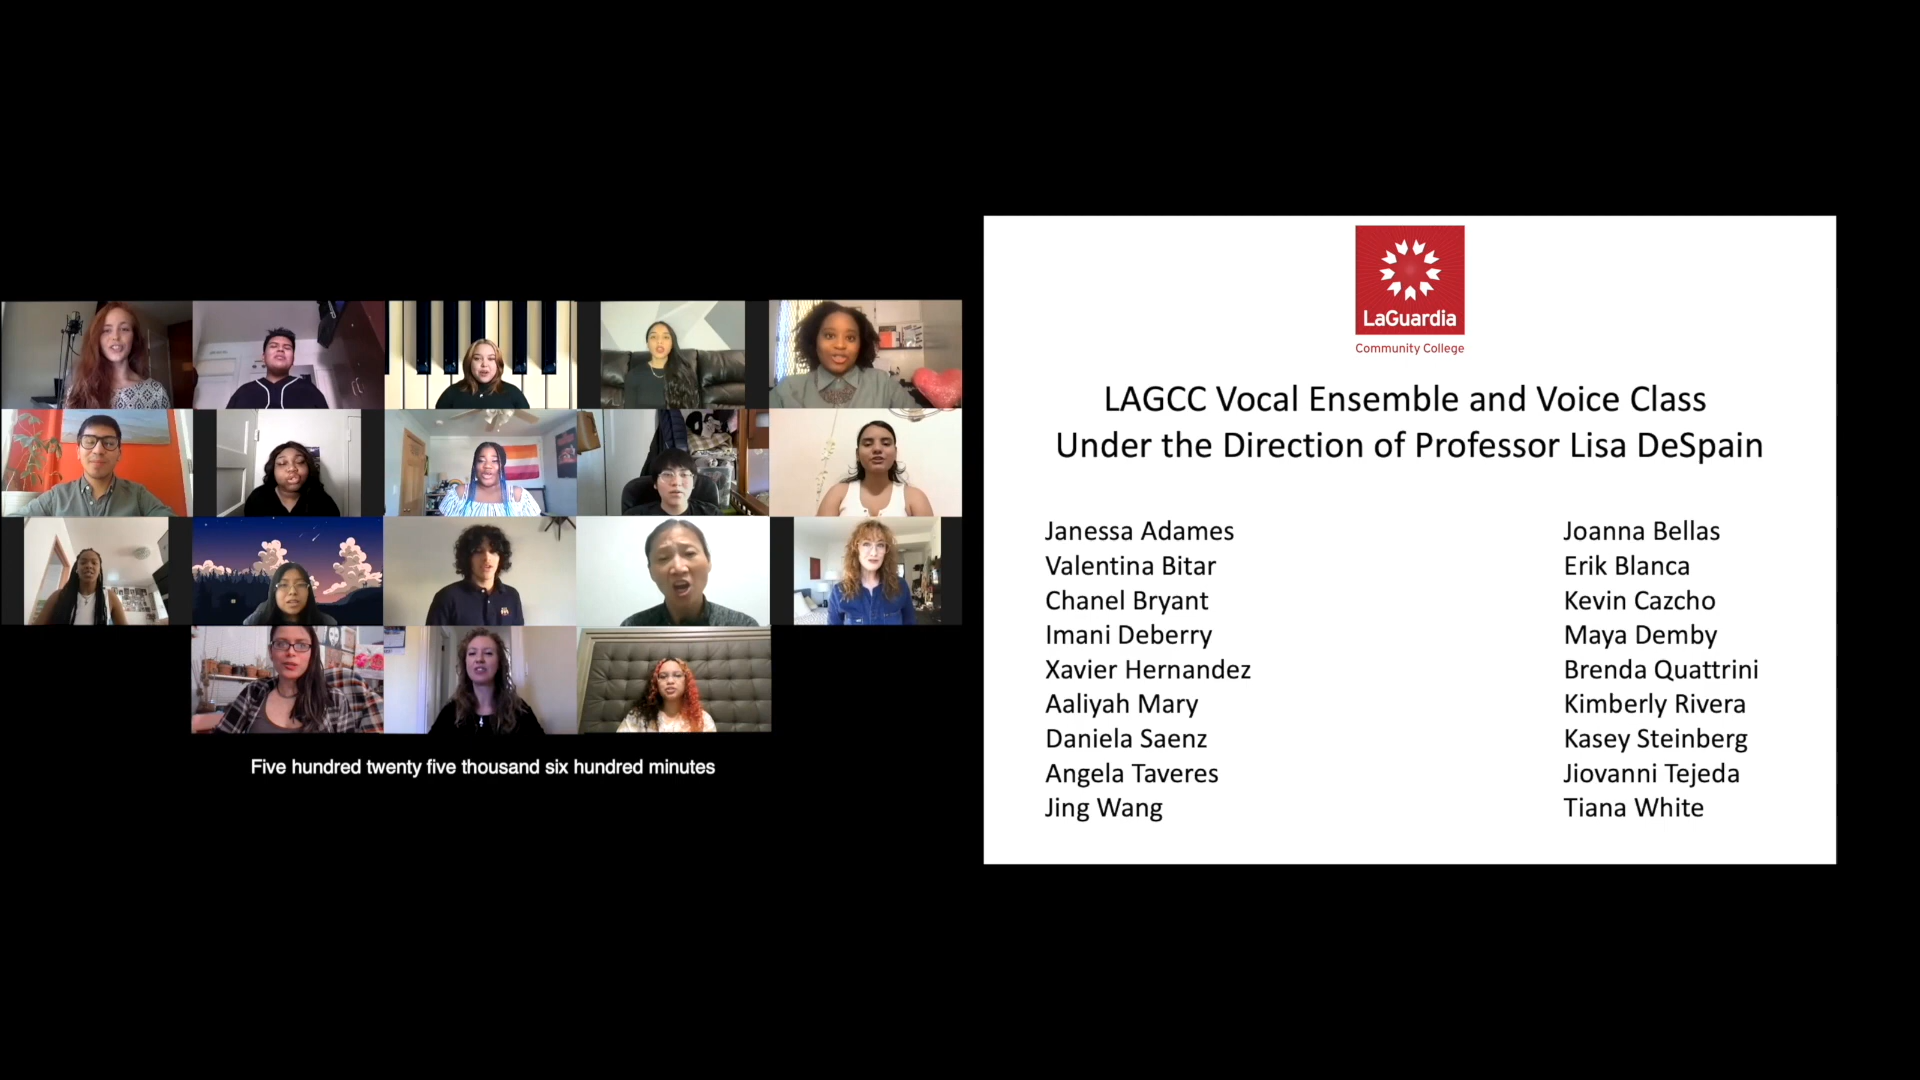 Five hundred twenty five thousand six hundred minutes
LaGuardia
Community College
LAGCC Vocal Ensemble and Voice Class
Under the Direction of Professor Lisa DeSpain
Janessa Adames
Valentina Bitar
Chanel Bryant
Imani Deberry
Xavier Hernandez
Aaliyah Mary
Daniela Saenz
Angela Taveres
Jing Wang
Joanna Bellas
Erik Blanca
Kevin Cazcho
Maya Demby
Brenda Quattrini
Kimberly Rivera
Kasey Steinberg
Jiovanni Tejeda
Tiana White